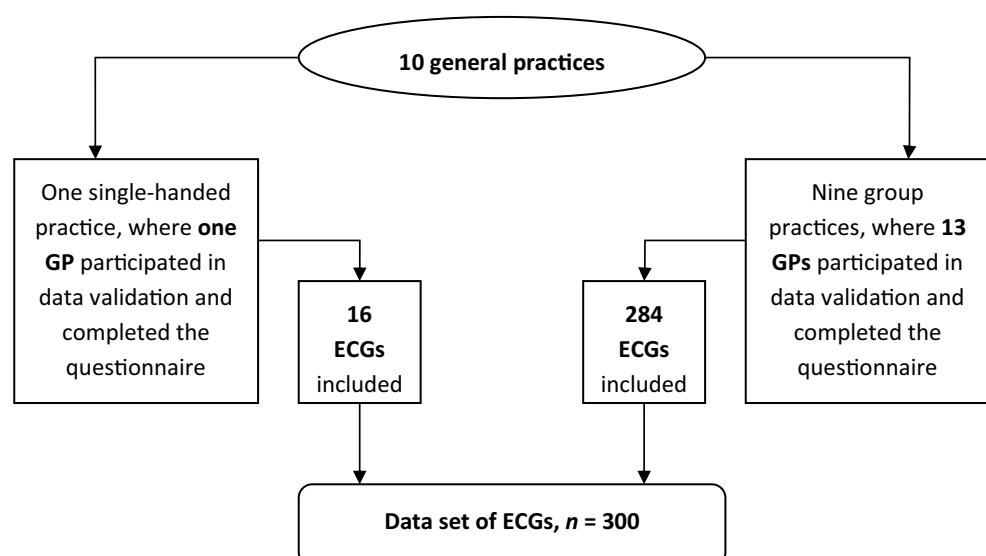 10 general practices
One single-handed
practice, where one
GP participated in
data validation and
completed the
questionnaire
Nine group
practices, where 13
GPs participated in
data validation and
completed the
questionnaire
16
ECGs
included
284
ECGs
included
Data set of ECGs, n = 300